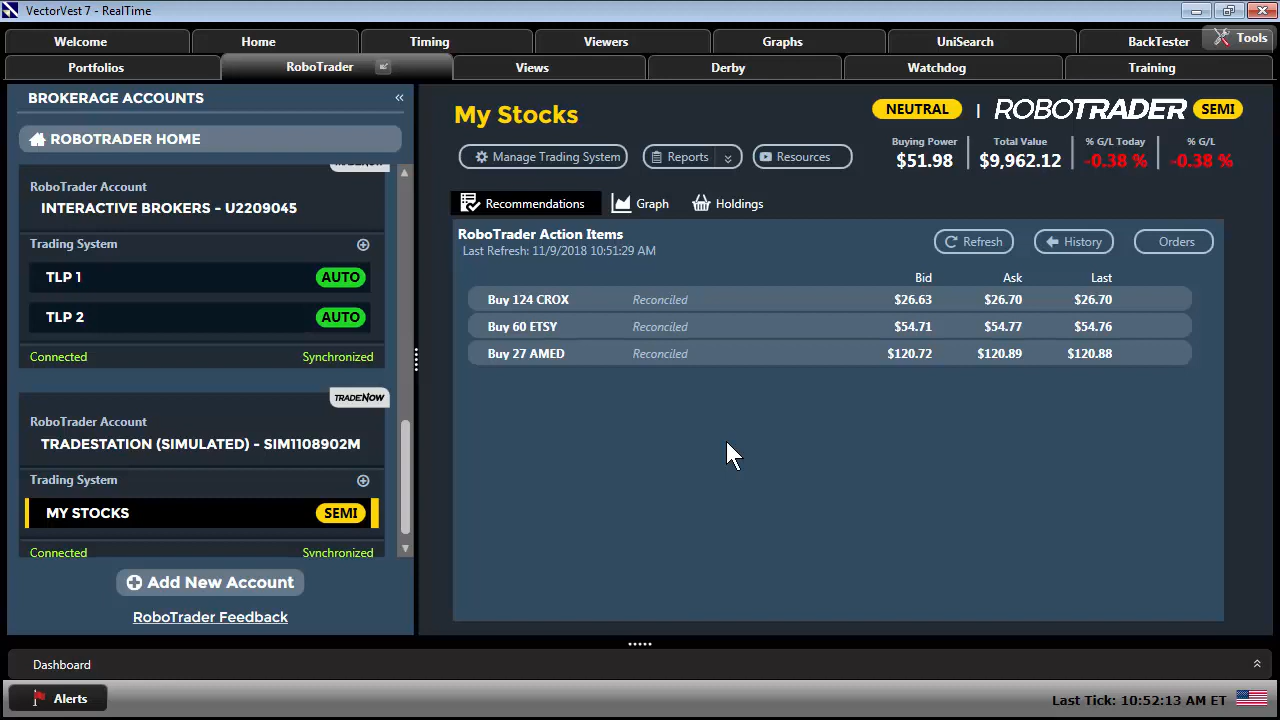 VectorVest 7 - RealTime
Welcome
Home
Timing
Viewers
Graphs
UniSearch
BackTester
Tools
Portfolios
RoboTrader
Views
Derby
Watchdog
Training
BROKERAGE ACCOUNTS
«
ROBOTRADER HOME
RoboTrader Account
INTERACTIVE BROKERS - U2209045
Trading System
TLP 1
AUTO
TLP 2
AUTO
Connected
Synchronized
TRADENOW
RoboTrader Account
TRADESTATION (SIMULATED) - SIM1108902M
Trading System
MY STOCKS
SEMI
Connected
Synchronized
Add New Account
RoboTrader Feedback
My Stocks
NEUTRAL | ROBOTRADER SEMI
Manage Trading System
Reports
Resources
Buying Power
$51.98
Total Value
$9,962.12
% G/L Today
-0.38 %
% G/L
-0.38 %
Recommendations
Graph
Holdings
RoboTrader Action Items
Last Refresh: 11/9/2018 10:51:29 AM
Refresh
History
Orders
Bid Ask Last
Buy 124 CROX Reconciled $26.63 $26.70 $26.70
Buy 60 ETSY Reconciled $54.71 $54.77 $54.76
Buy 27 AMED Reconciled $120.72 $120.89 $120.88
Dashboard
Alerts
Last Tick: 10:52:13 AM ET